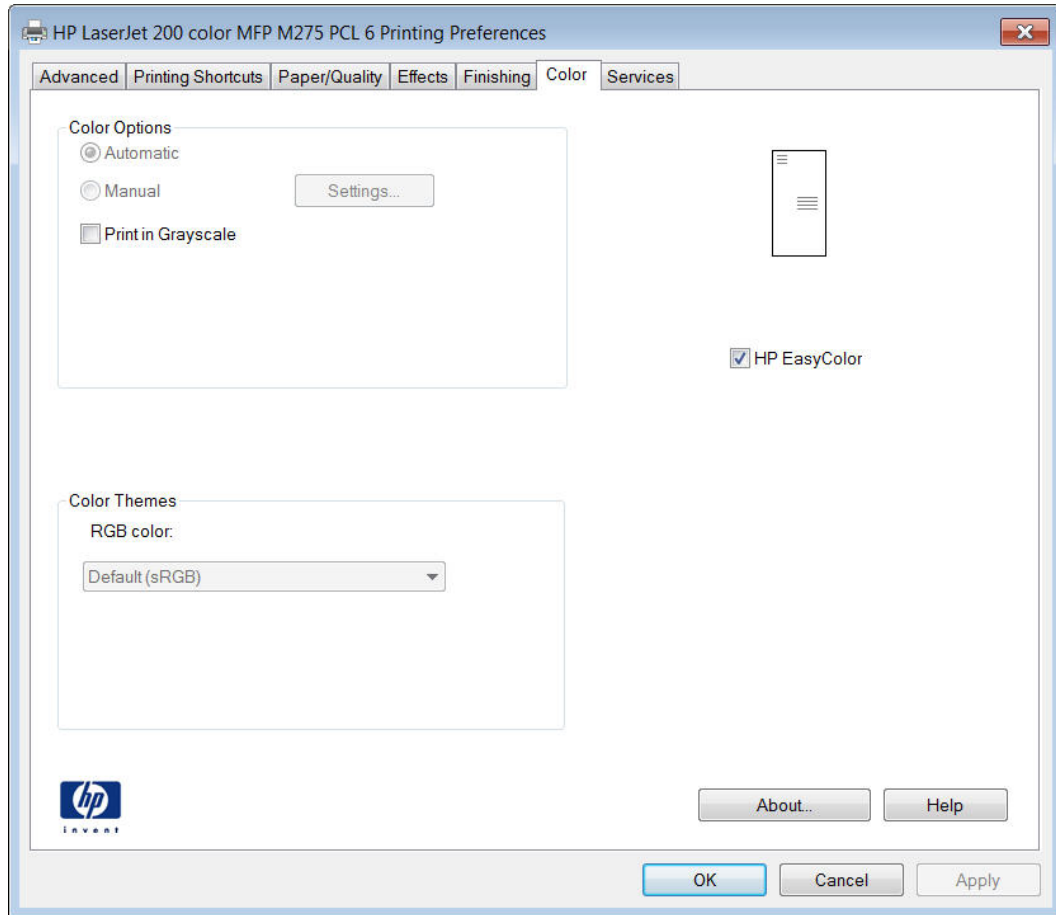 HP LaserJet 200 color MFP M275 PCL 6 Printing Preferences
Advanced Printing Shortcuts Paper/Quality Effects Finishing Color Services
Color Options
Automatic
Manual Settings...
Print in Grayscale
HP EasyColor
Color Themes
RGB color:
Default (sRGB)
hp
invent
About... Help
OK Cancel Apply